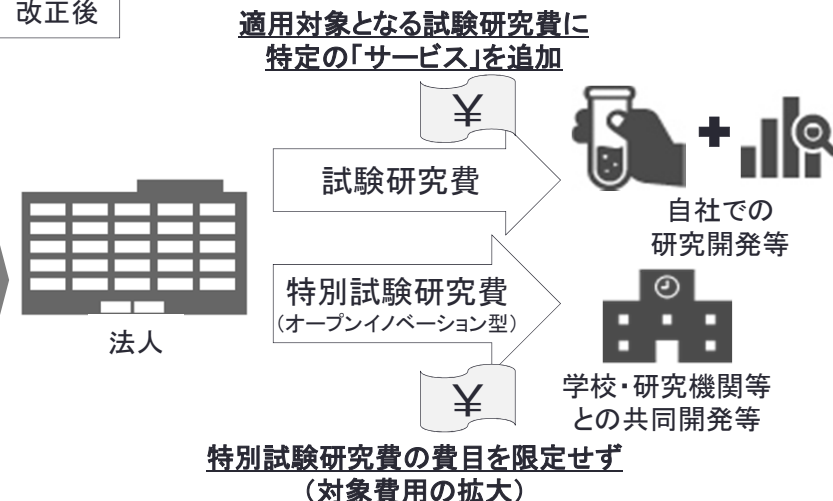 改正後
適用対象となる試験研究費に
特定の「サービス」を追加
¥
試験研究費
自社での
研究開発等
特別試験研究費
(オープンイノベーション型)
法人
¥
学校・研究機関等
との共同開発等
特別試験研究費の費目を限定せず
(対象費用の拡大)